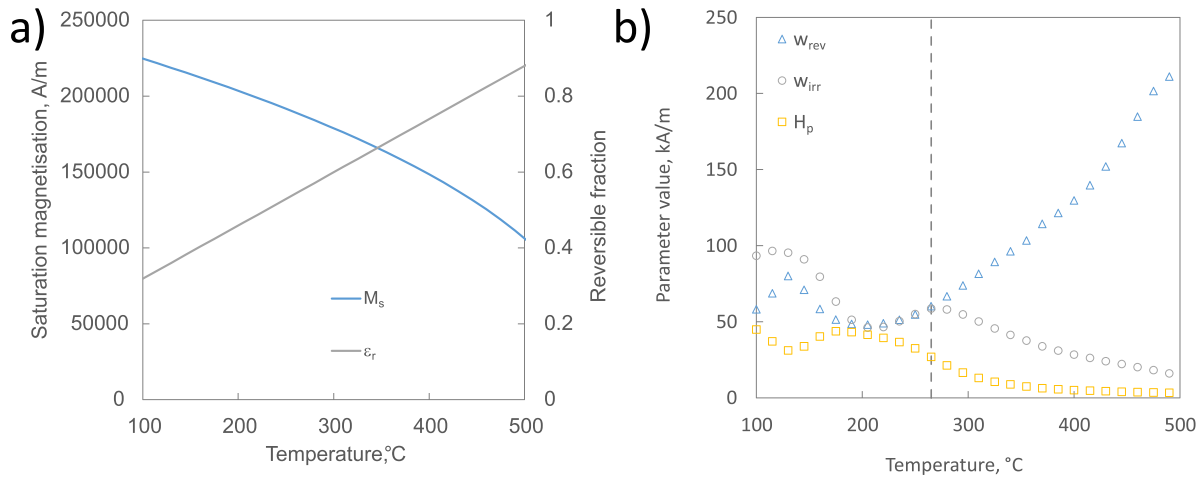 a)
Saturation magnetisation, A/m
250000
200000
150000
100000
50000
0
100
200
300
400
500
Temperature,°C
1
0.8
0.6
0.4
0.2
0
Reversible fraction
Ms
εr
b)
Parameter value, kA/m
250
200
150
100
50
0
100
200
300
400
500
Temperature, °C
wrev
wirr
Hp